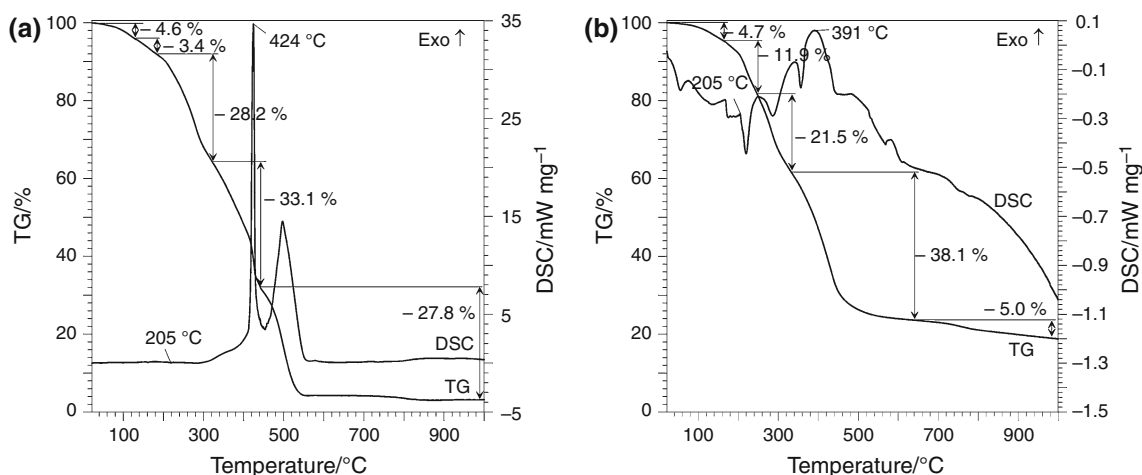 (a)
100
80
60
40
20
0
TG/%
– 4.6 %
– 3.4 %
– 28.2 %
– 33.1 %
– 27.8 %
424 °C
205 °C
Exo ↑
DSC
TG
35
25
15
5
−5
DSC/mW mg–1
100 300 500 700 900
Temperature/°C
(b)
100
80
60
40
20
0
TG/%
– 4.7 %
– 11.9 %
– 21.5 %
– 38.1 %
– 5.0 %
391 °C
205 °C
Exo ↑
DSC
TG
0.1
−0.1
−0.3
−0.5
−0.7
−0.9
−1.1
−1.3
−1.5
DSC/mW mg–1
100 300 500 700 900
Temperature/°C